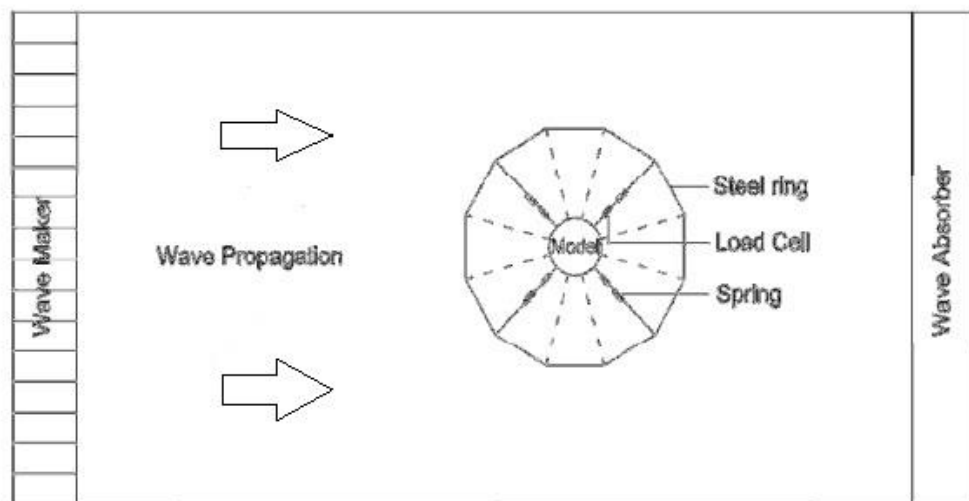 Wave Maker
Wave Propagation
Model
Steel ring
Load Cell
Spring
Wave Absorber